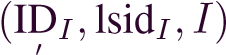 (ID_I, lsid_I, I)